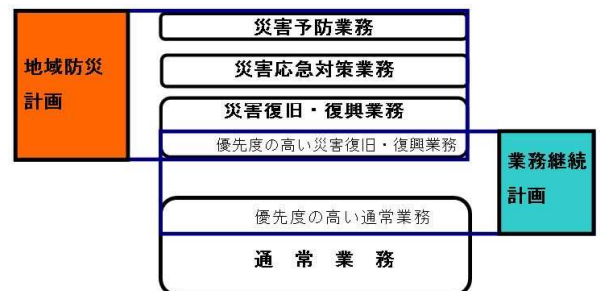 地域防災
計画
災害予防業務
災害応急対策業務
災害復旧・復興業務
優先度の高い災害復旧・復興業務
業務継続
計画
優先度の高い通常業務
通常業務